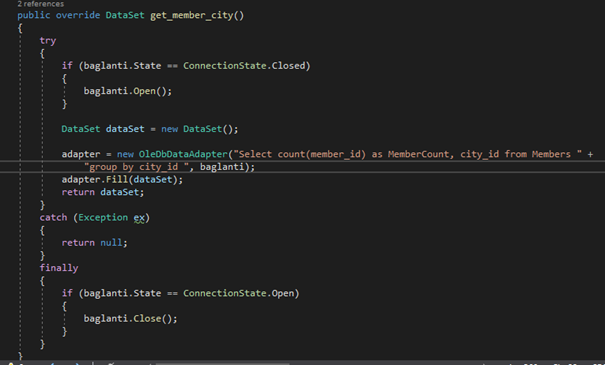 2 references
public override DataSet get_member_city()
{
try
{
if (baglanti.State == ConnectionState.Closed)
{
baglanti.Open();
}
DataSet dataSet = new DataSet();
adapter = new OleDbDataAdapter("Select count(member_id) as MemberCount, city_id from Members " +
"group by city_id ", baglanti);
adapter.Fill(dataSet);
return dataSet;
}
catch (Exception ex)
{
return null;
}
finally
{
if (baglanti.State == ConnectionState.Open)
{
baglanti.Close();
}
}
}